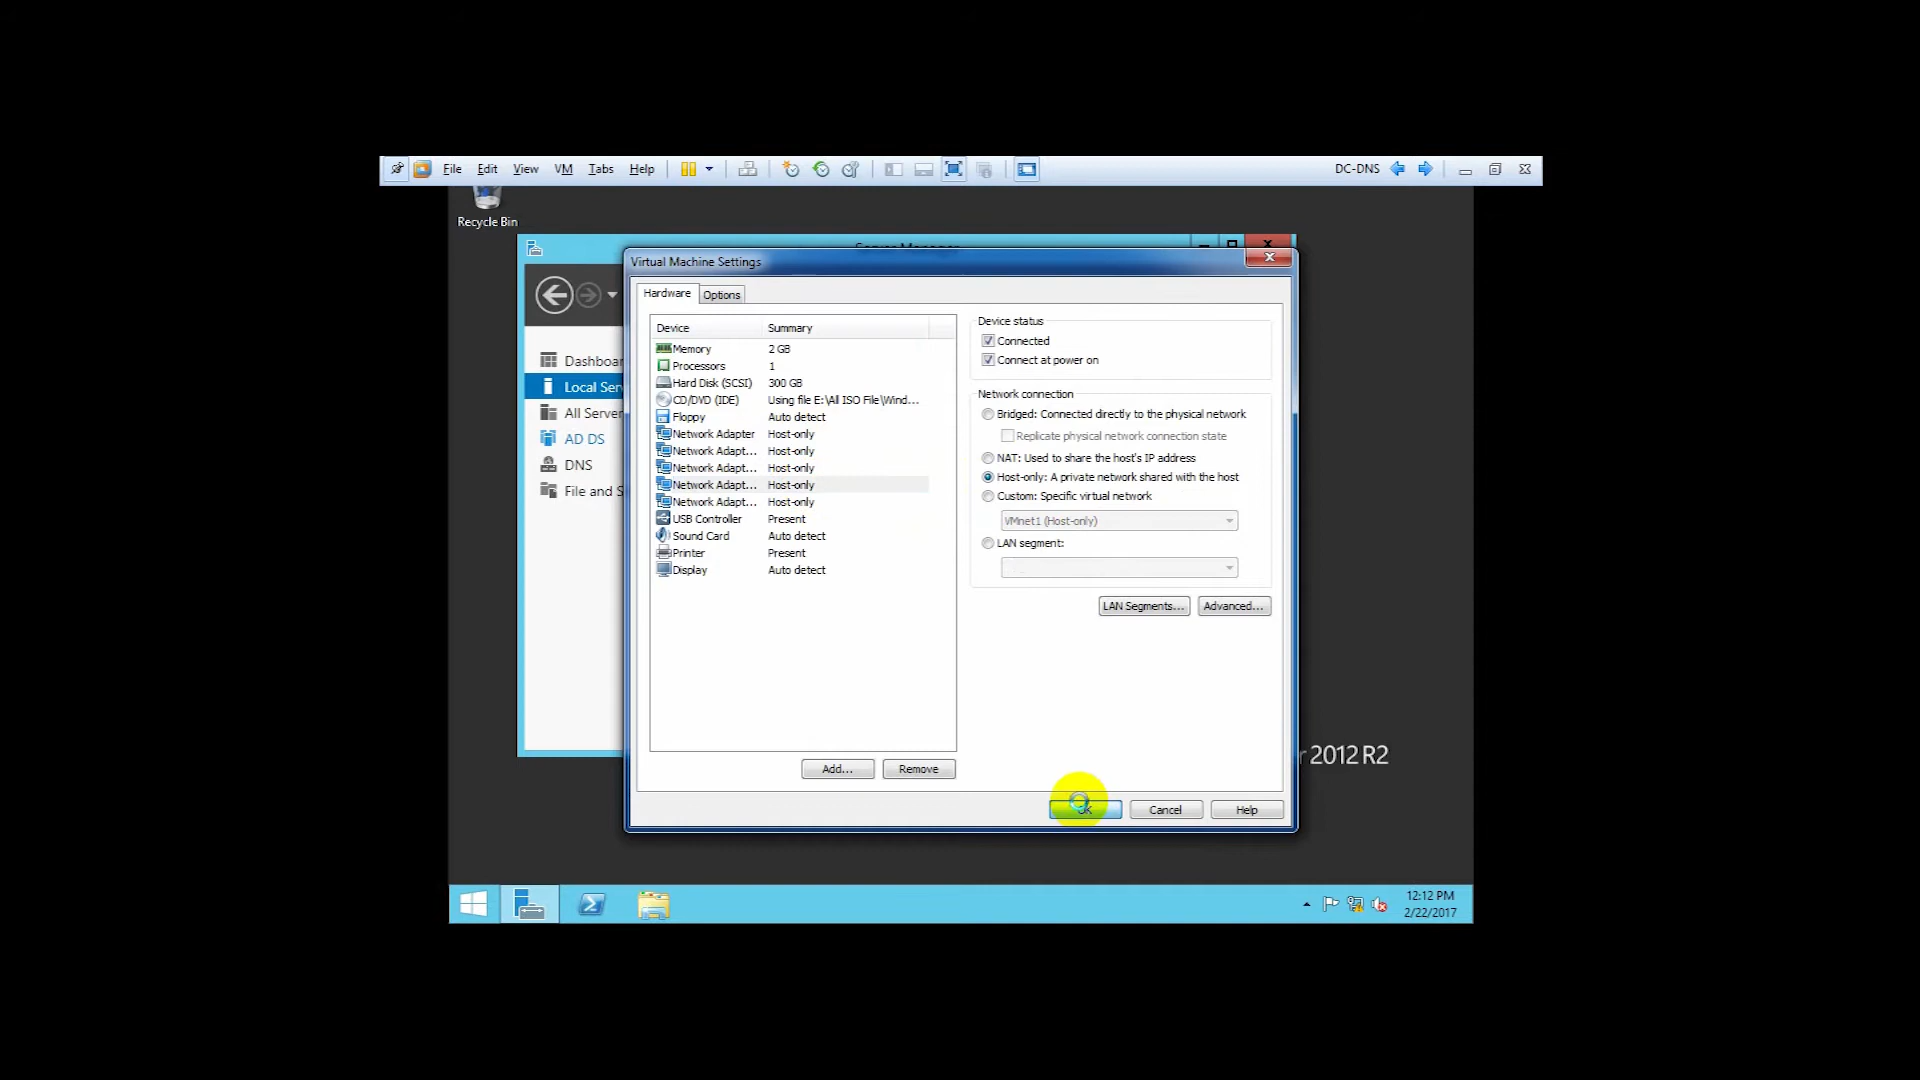 File Edit View VM Tabs Help DC-DNS
Recycle Bin
Server Manager
Virtual Machine Settings
Hardware Options
Device Summary
Memory 2 GB
Processors 1
Hard Disk (SCSI) 300 GB
CD/DVD (IDE) Using file E:\All ISO File\Wind...
Floppy Auto detect
Network Adapter Host-only
Network Adapt... Host-only
Network Adapt... Host-only
Network Adapt... Host-only
Network Adapt... Host-only
USB Controller Present
Sound Card Auto detect
Printer Present
Display Auto detect
Add... Remove
Device status
Connected
Connect at power on
Network connection
Bridged: Connected directly to the physical network
Replicate physical network connection state
NAT: Used to share the host's IP address
Host-only: A private network shared with the host
Custom: Specific virtual network
VMnet1 (Host-only)
LAN segment:
LAN Segments... Advanced...
OK Cancel Help
Dashboar
Local Serv
All Server
AD DS
DNS
File and S
r 2012 R2
12:12 PM
2/22/2017